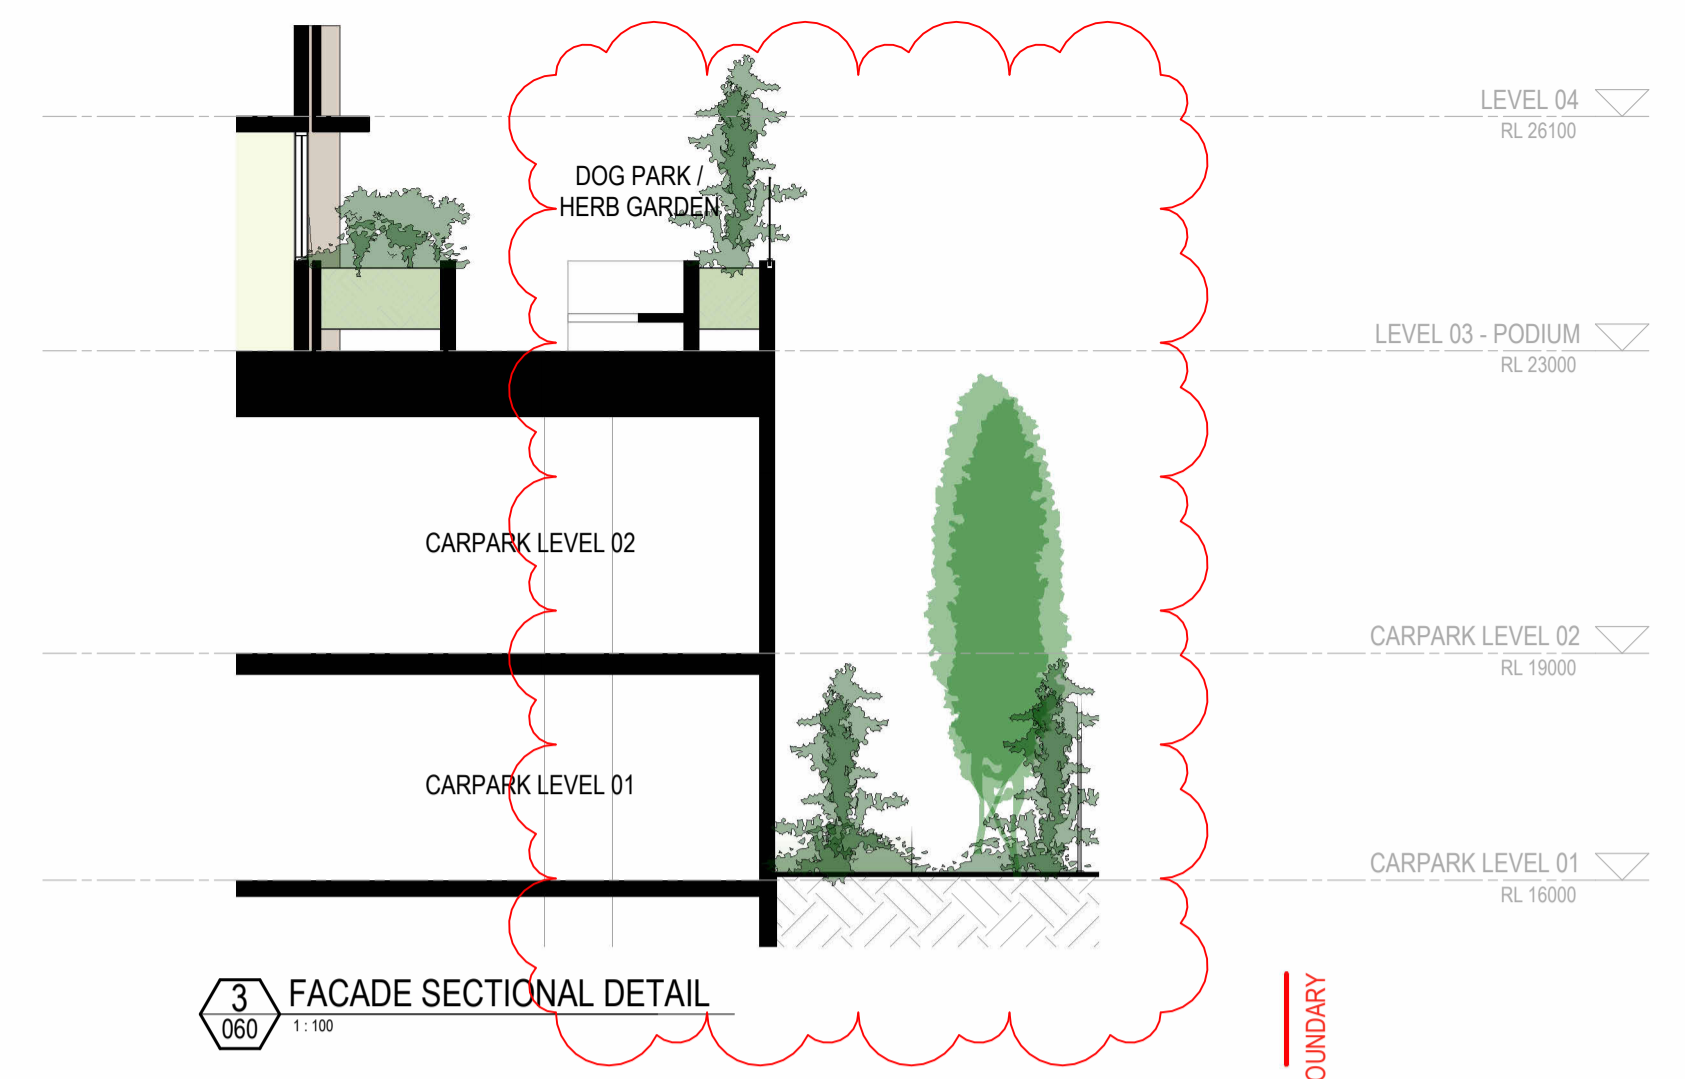 LEVEL 04
RL 26100
DOG PARK /
HERB GARDEN
LEVEL 03 - PODIUM
RL 23000
CARPARK LEVEL 02
CARPARK LEVEL 02
RL 19000
CARPARK LEVEL 01
CARPARK LEVEL 01
RL 16000
3
060
FACADE SECTIONAL DETAIL
1 : 100
OUNDARY